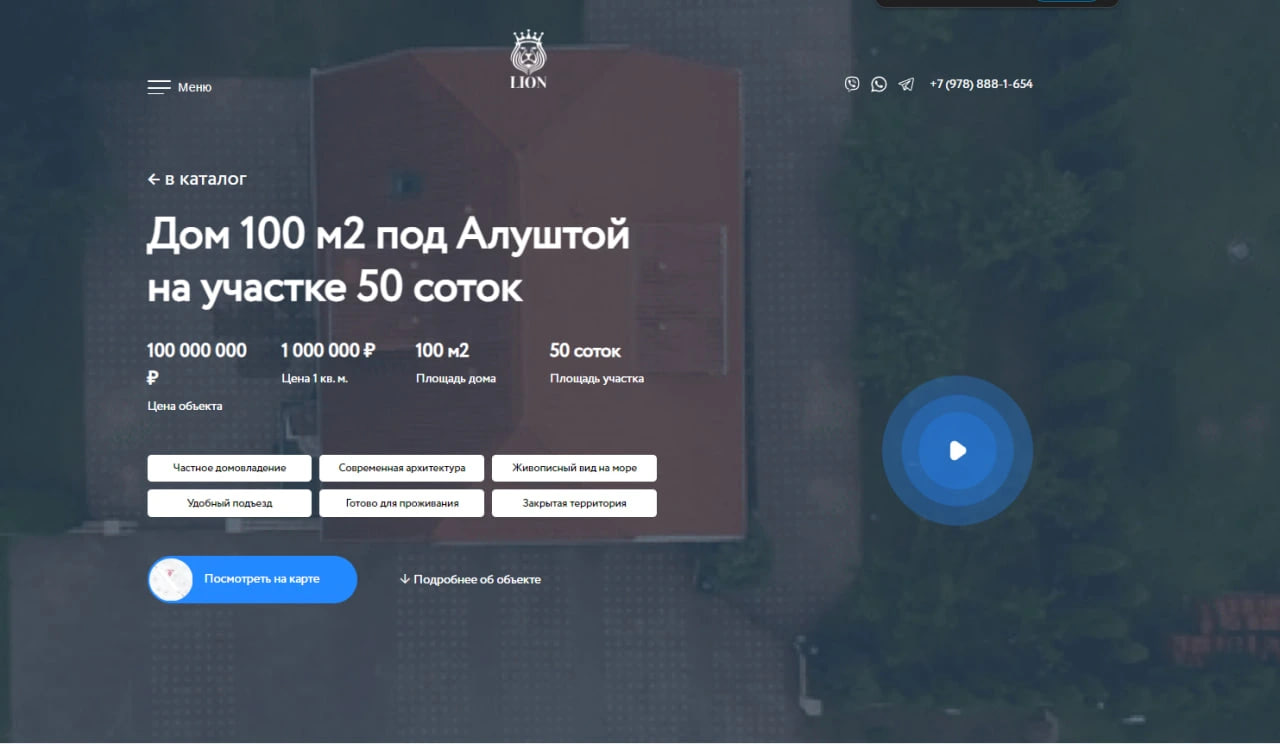 LION
Меню
+7 (978) 888-1-654
← в каталог
Дом 100 м2 под Алуштой
на участке 50 соток
100 000 000
₽
Цена объекта
1 000 000 ₽
Цена 1 кв. м.
100 м2
Площадь дома
50 соток
Площадь участка
Частное домовладение
Современная архитектура
Живописный вид на море
Удобный подъезд
Готово для проживания
Закрытая территория
Посмотреть на карте
↓ Подробнее об объекте